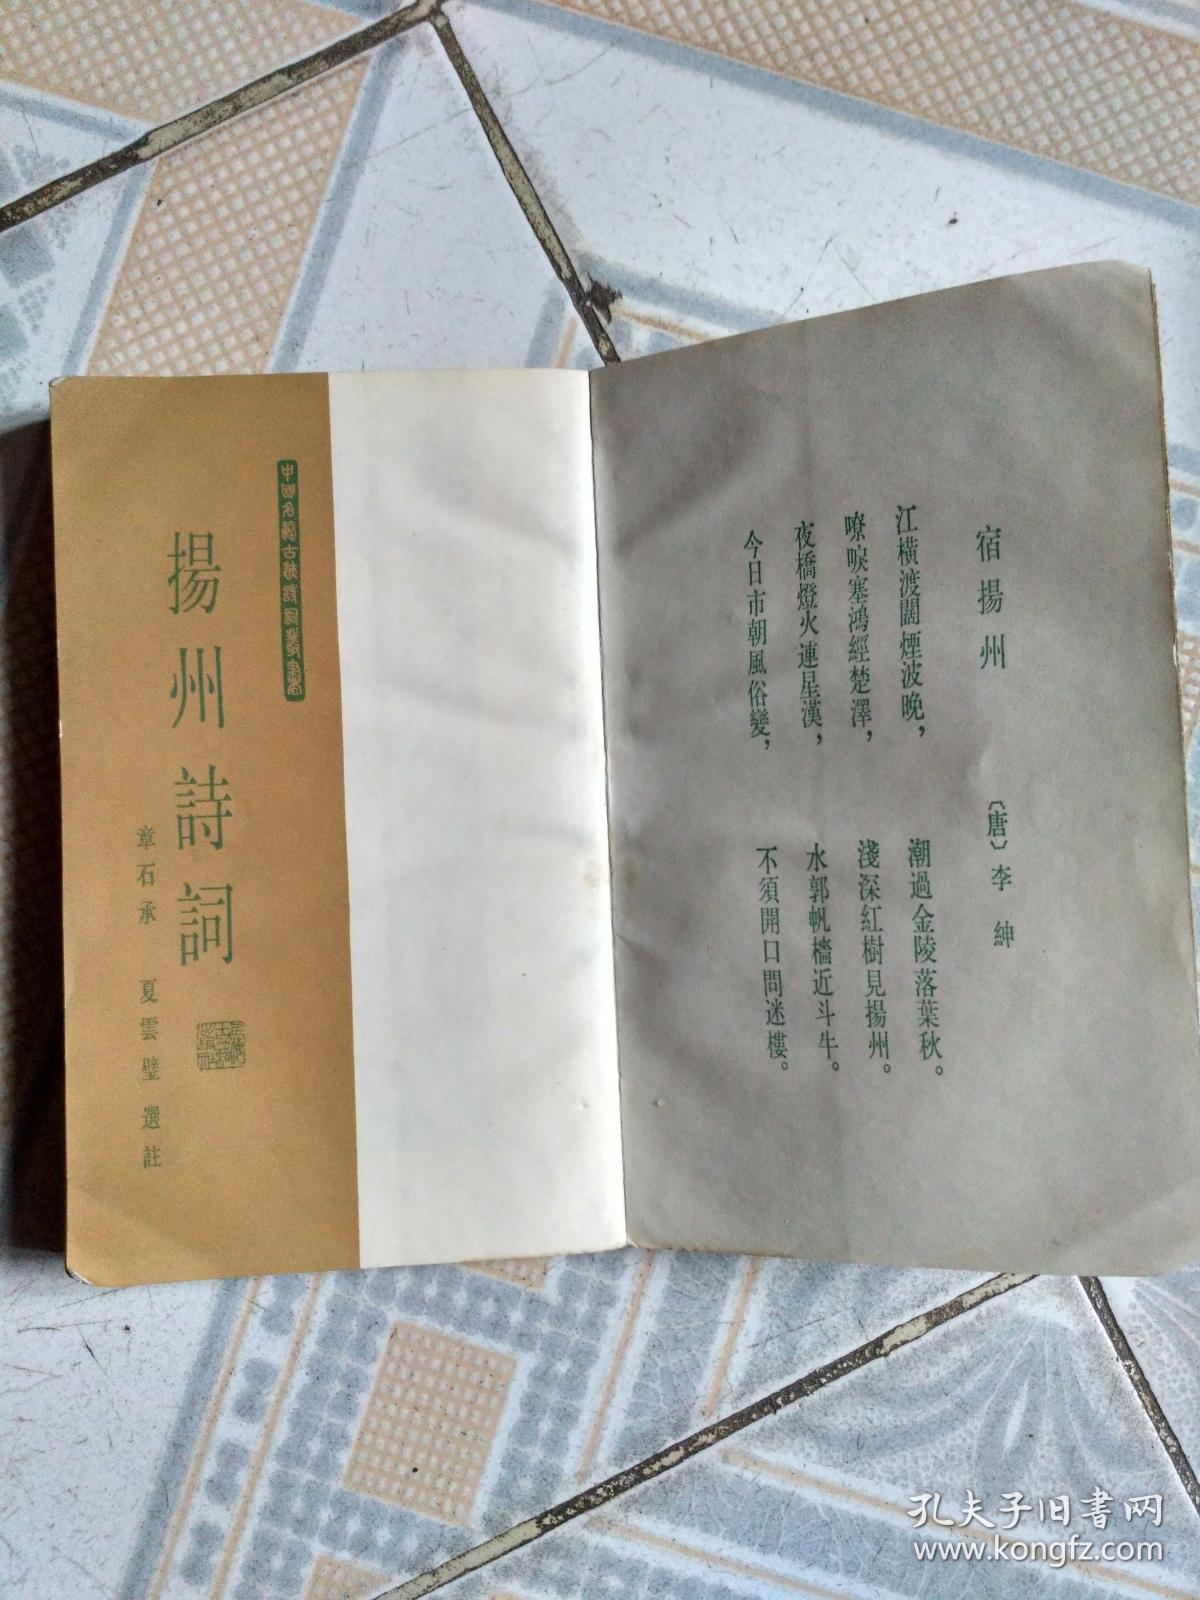 宿揚州
〔唐〕李紳
江橫渡闊煙波晚，
潮過金陵落葉秋。
嘹唳塞鴻經楚澤，
淺深紅樹見揚州。
夜橋燈火連星漢，
水郭帆檣近斗牛。
今日市朝風俗變，
不須開口問迷樓。
中國名勝古蹟詩詞叢書
揚州詩詞
章石承 夏雲璧 選註
孔夫子旧书网
www.kongfz.com